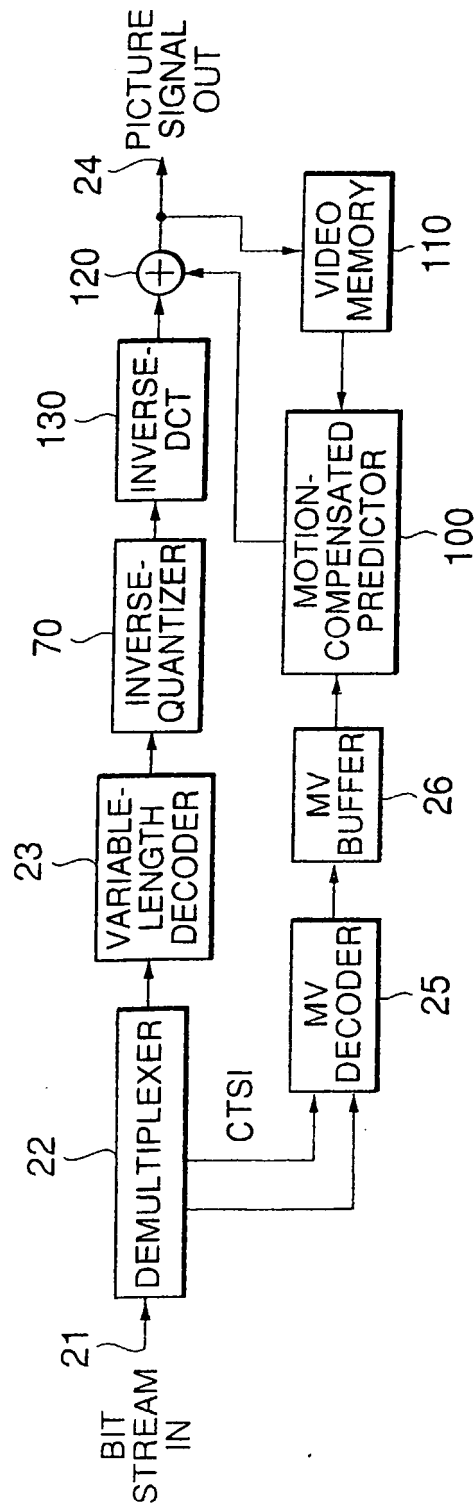 BIT
STREAM
IN
21
22
DEMULTIPLEXER
CTSI
23
VARIABLE-
LENGTH
DECODER
70
INVERSE-
QUANTIZER
130
INVERSE-
DCT
120
+
24
PICTURE
SIGNAL
OUT
MV
DECODER
25
MV
BUFFER
26
MOTION-
COMPENSATED
PREDICTOR
100
VIDEO
MEMORY
110